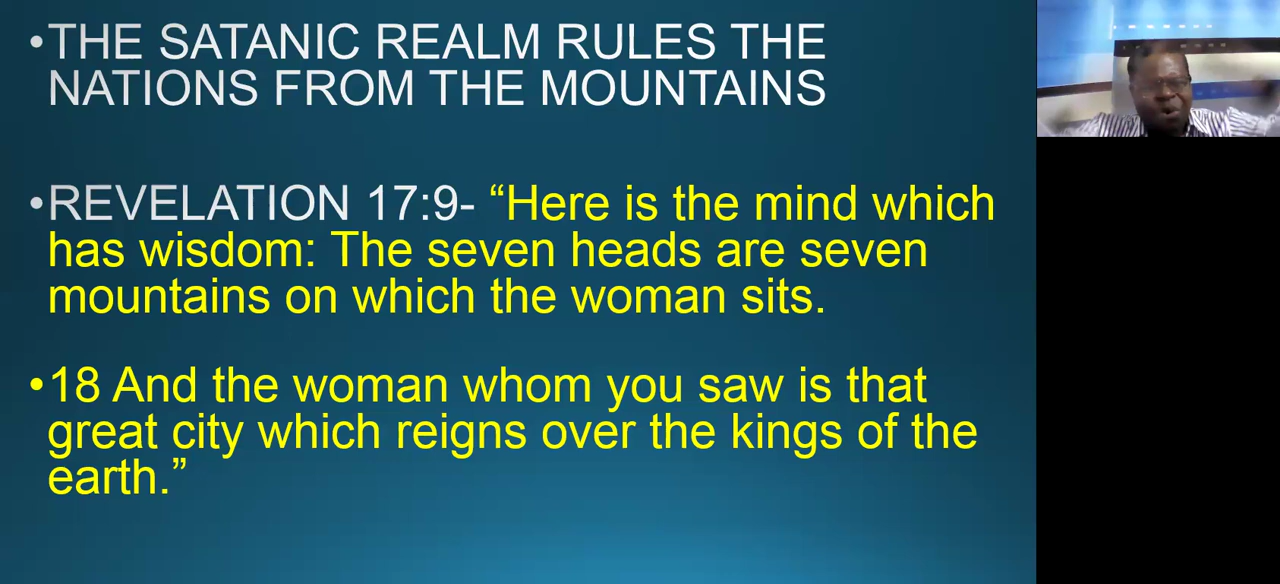 •THE SATANIC REALM RULES THE
NATIONS FROM THE MOUNTAINS
•REVELATION 17:9- “Here is the mind which
has wisdom: The seven heads are seven
mountains on which the woman sits.
•18 And the woman whom you saw is that
great city which reigns over the kings of the
earth.”